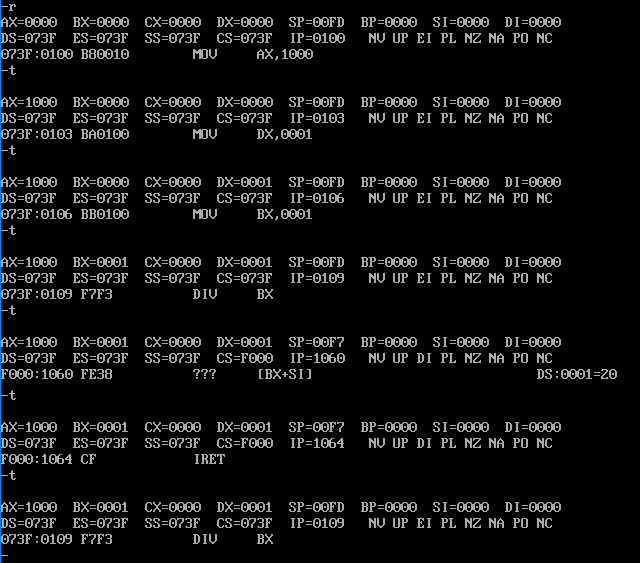 -r
AX=0000  BX=0000  CX=0000  DX=0000  SP=00FD  BP=0000  SI=0000  DI=0000
DS=073F  ES=073F  SS=073F  CS=073F  IP=0100   NV UP EI PL NZ NA PO NC
073F:0100 B80010        MOV     AX,1000
-t
AX=1000  BX=0000  CX=0000  DX=0000  SP=00FD  BP=0000  SI=0000  DI=0000
DS=073F  ES=073F  SS=073F  CS=073F  IP=0103   NV UP EI PL NZ NA PO NC
073F:0103 BA0100        MOV     DX,0001
-t
AX=1000  BX=0000  CX=0000  DX=0001  SP=00FD  BP=0000  SI=0000  DI=0000
DS=073F  ES=073F  SS=073F  CS=073F  IP=0106   NV UP EI PL NZ NA PO NC
073F:0106 BB0100        MOV     BX,0001
-t
AX=1000  BX=0001  CX=0000  DX=0001  SP=00FD  BP=0000  SI=0000  DI=0000
DS=073F  ES=073F  SS=073F  CS=073F  IP=0109   NV UP EI PL NZ NA PO NC
073F:0109 F7F3          DIV     BX
-t
AX=1000  BX=0001  CX=0000  DX=0001  SP=00F7  BP=0000  SI=0000  DI=0000
DS=073F  ES=073F  SS=073F  CS=F000  IP=1060   NV UP DI PL NZ NA PO NC
F000:1060 FE38          ???     [BX+SI]                            DS:0001=20
-t
AX=1000  BX=0001  CX=0000  DX=0001  SP=00F7  BP=0000  SI=0000  DI=0000
DS=073F  ES=073F  SS=073F  CS=F000  IP=1064   NV UP DI PL NZ NA PO NC
F000:1064 CF            IRET
-t
AX=1000  BX=0001  CX=0000  DX=0001  SP=00FD  BP=0000  SI=0000  DI=0000
DS=073F  ES=073F  SS=073F  CS=073F  IP=0109   NV UP EI PL NZ NA PO NC
073F:0109 F7F3          DIV     BX
-